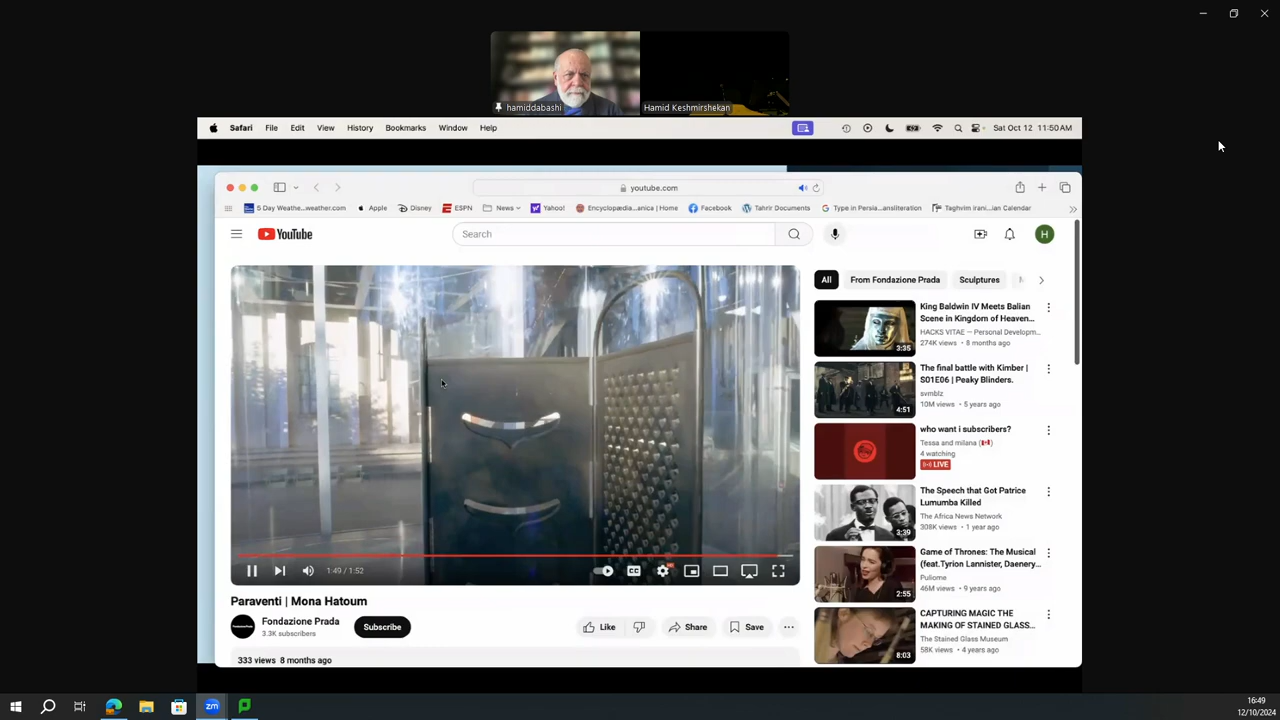 hamiddabashi
Hamid Keshmirshekan
Safari File Edit View History Bookmarks Window Help
Sat Oct 12 11:50AM
youtube.com
5 Day Weathe...weather.com Apple Disney ESPN News Yahoo! Encyclopædia...anica | Home Facebook Tahrir Documents Type in Persia...ansliteration Taghvim Irani...ian Calendar
YouTube
Search
H
All From Fondazione Prada Sculptures
King Baldwin IV Meets Balian
Scene in Kingdom of Heaven...
HACKS VITAE — Personal Developm...
274K views • 8 months ago
3:35
The final battle with Kimber |
S01E06 | Peaky Blinders.
svmblz
10M views • 5 years ago
4:51
who want i subscribers?
Tessa and milana
4 watching
LIVE
The Speech that Got Patrice
Lumumba Killed
The Africa News Network
308K views • 1 year ago
3:39
Game of Thrones: The Musical
(feat.Tyrion Lannister, Daenery...
Puliome
46M views • 9 years ago
2:55
CAPTURING MAGIC THE
MAKING OF STAINED GLASS...
The Stained Glass Museum
58K views • 4 years ago
8:03
1:49 / 1:52
CC
Paraventi | Mona Hatoum
Fondazione Prada
3.3K subscribers
Subscribe
Like
Share
Save
333 views 8 months ago
zm
16:49
12/10/2024